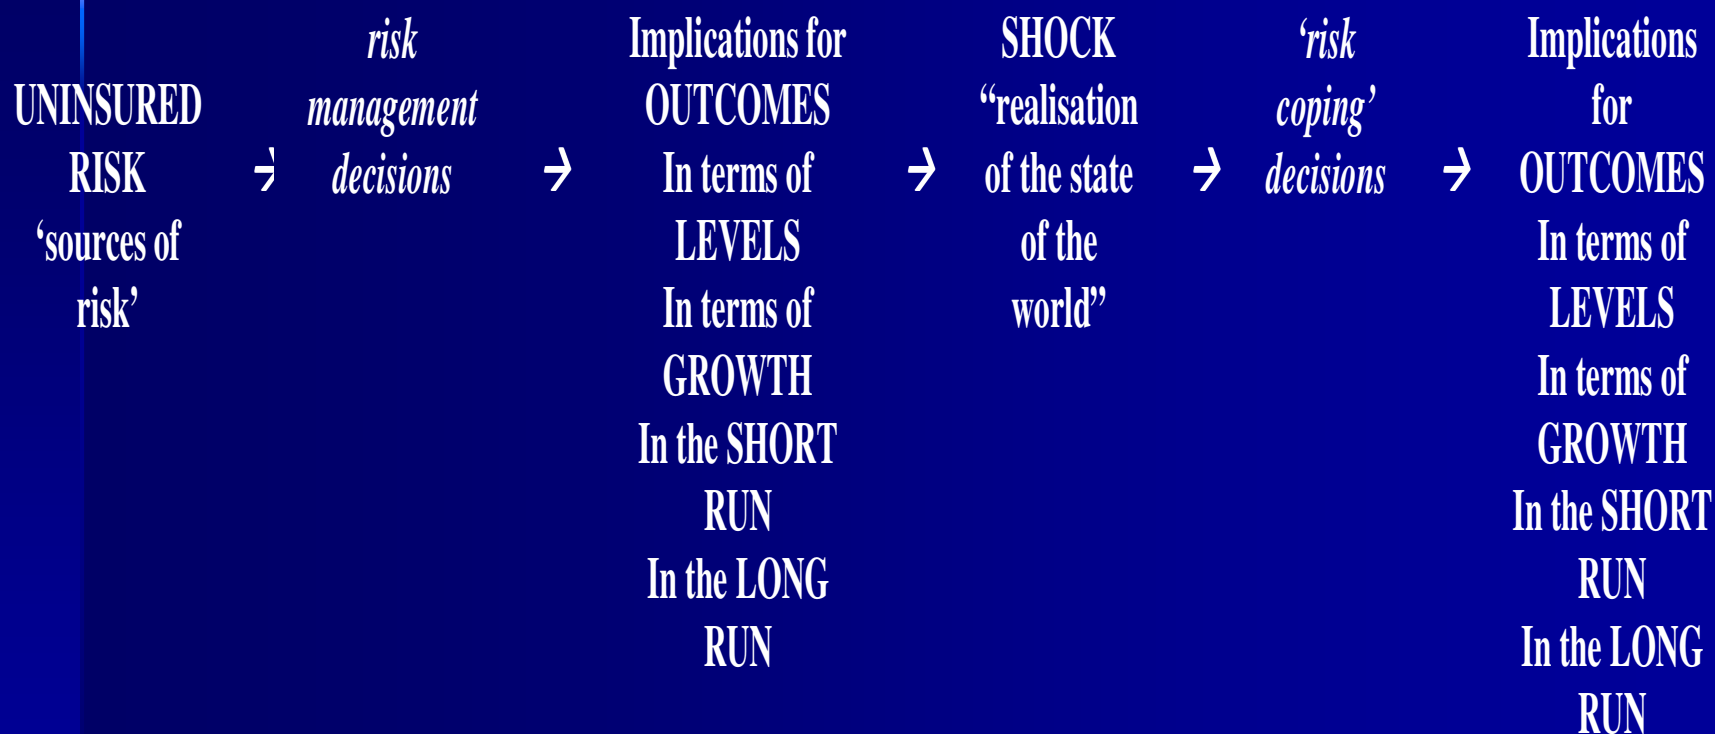 UNINSURED
RISK
‘sources of
risk’
→
risk
management
decisions
→
Implications for
OUTCOMES
In terms of
LEVELS
In terms of
GROWTH
In the SHORT
RUN
In the LONG
RUN
→
SHOCK
“realisation
of the state
of the
world”
→
‘risk
coping’
decisions
→
Implications
for
OUTCOMES
In terms of
LEVELS
In terms of
GROWTH
In the SHORT
RUN
In the LONG
RUN